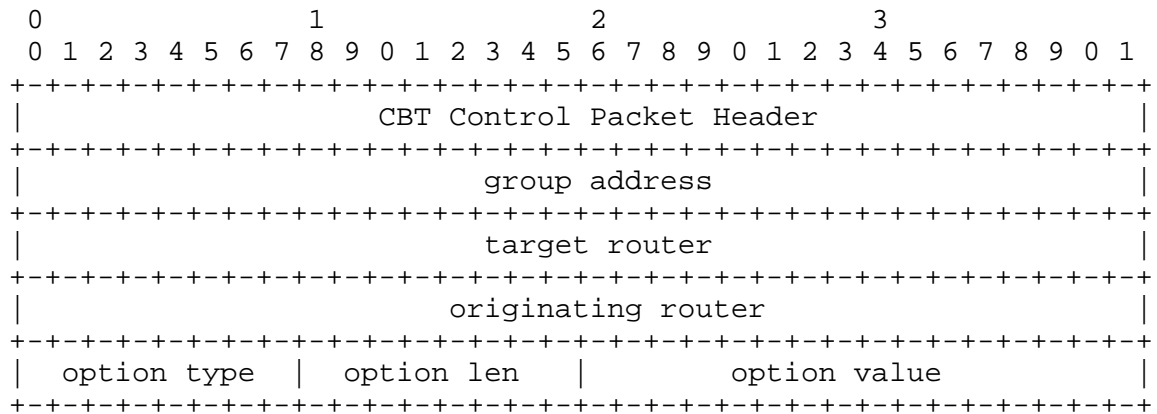 0               1               2               3
 0 1 2 3 4 5 6 7 8 9 0 1 2 3 4 5 6 7 8 9 0 1 2 3 4 5 6 7 8 9 0 1
+-+-+-+-+-+-+-+-+-+-+-+-+-+-+-+-+-+-+-+-+-+-+-+-+-+-+-+-+-+-+-+-+
|                    CBT Control Packet Header                  |
+-+-+-+-+-+-+-+-+-+-+-+-+-+-+-+-+-+-+-+-+-+-+-+-+-+-+-+-+-+-+-+-+
|                          group address                        |
+-+-+-+-+-+-+-+-+-+-+-+-+-+-+-+-+-+-+-+-+-+-+-+-+-+-+-+-+-+-+-+-+
|                          target router                        |
+-+-+-+-+-+-+-+-+-+-+-+-+-+-+-+-+-+-+-+-+-+-+-+-+-+-+-+-+-+-+-+-+
|                        originating router                     |
+-+-+-+-+-+-+-+-+-+-+-+-+-+-+-+-+-+-+-+-+-+-+-+-+-+-+-+-+-+-+-+-+
|  option type  |  option len   |        option value           |
+-+-+-+-+-+-+-+-+-+-+-+-+-+-+-+-+-+-+-+-+-+-+-+-+-+-+-+-+-+-+-+-+